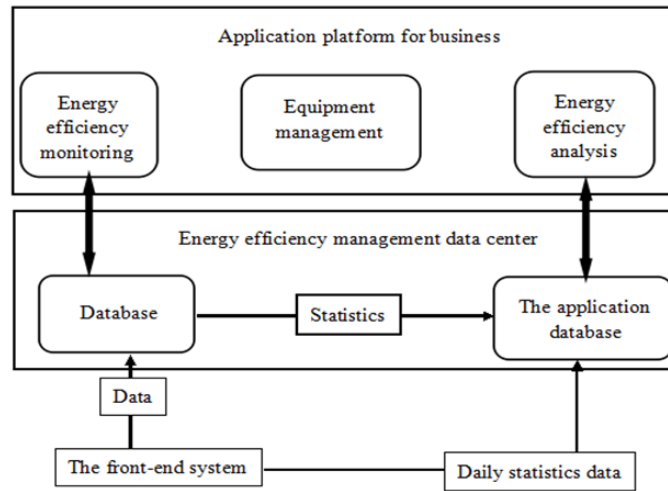 Application platform for business
Energy
efficiency
monitoring
Equipment
management
Energy
efficiency
analysis
Energy efficiency management data center
Database
Statistics
The application
database
Data
The front-end system
Daily statistics data